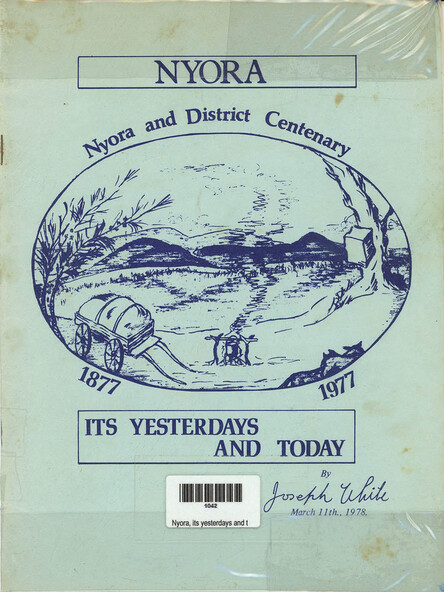 NYORA
Nyora and District Centenary
1877
1977
ITS YESTERDAYS
AND TODAY
By
Joseph White
March 11th., 1978.
1042
Nyora, its yesterdays and t